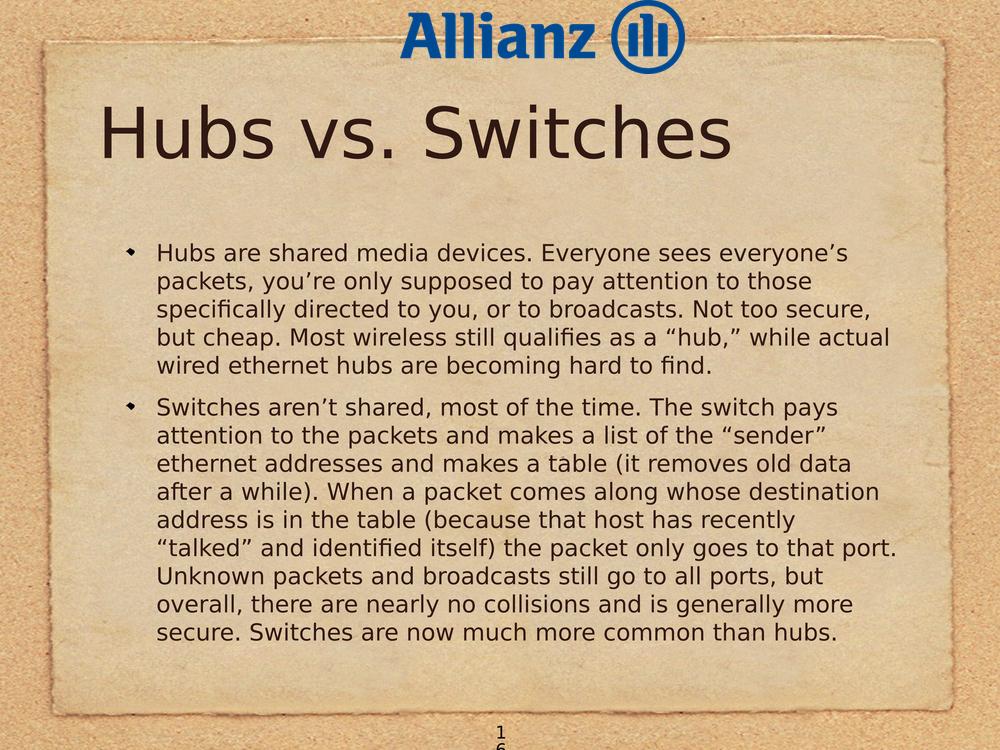 Allianz
Hubs vs. Switches
Hubs are shared media devices. Everyone sees everyone’s
packets, you’re only supposed to pay attention to those
specifically directed to you, or to broadcasts. Not too secure,
but cheap. Most wireless still qualifies as a “hub,” while actual
wired ethernet hubs are becoming hard to find.
Switches aren’t shared, most of the time. The switch pays
attention to the packets and makes a list of the “sender”
ethernet addresses and makes a table (it removes old data
after a while). When a packet comes along whose destination
address is in the table (because that host has recently
“talked” and identified itself) the packet only goes to that port.
Unknown packets and broadcasts still go to all ports, but
overall, there are nearly no collisions and is generally more
secure. Switches are now much more common than hubs.
1
6